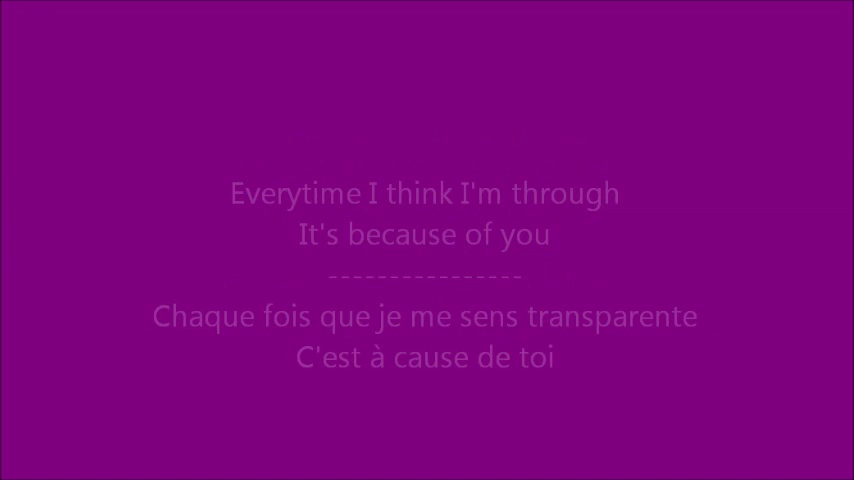 Everytime I think I'm through
It's because of you
----------------
Chaque fois que je me sens transparente
C'est à cause de toi